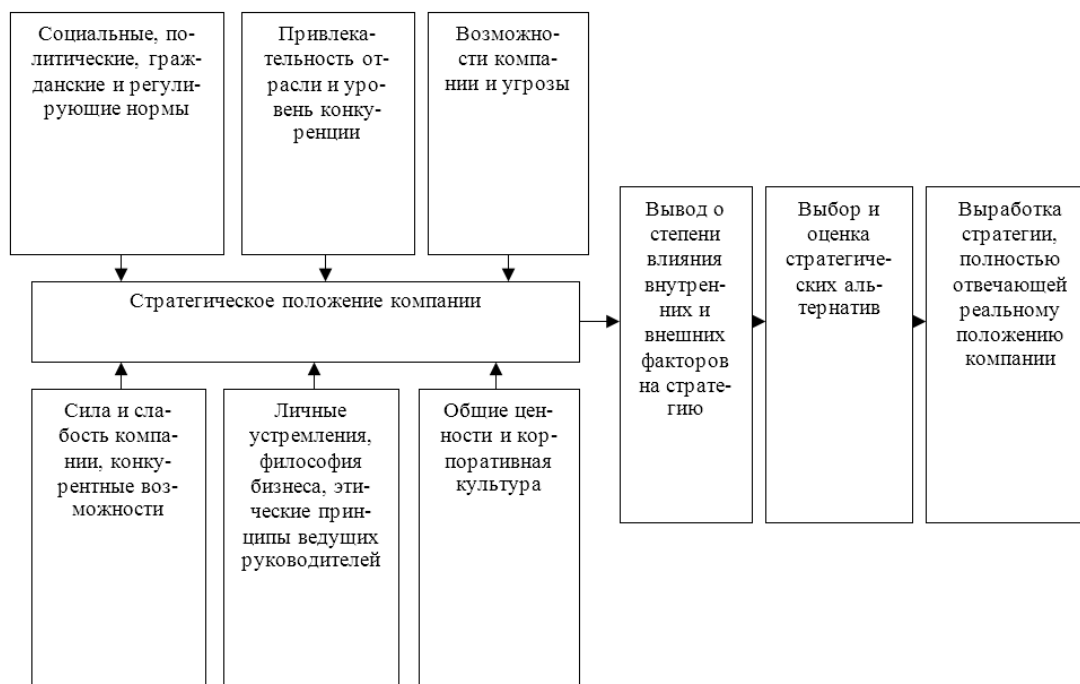 Социальные, по-
литические, граж-
данские и регули-
рующие нормы
Привлека-
тельность от-
расли и уро-
вень конку-
ренции
Возможно-
сти компа-
нии и угрозы
Стратегическое положение компании
Сила и сла-
бость компа-
нии, конку-
рентные воз-
можности
Личные
устремления,
философия
бизнеса, эти-
ческие прин-
ципы ведущих
руководителей
Общие цен-
ности и кор-
поративная
культура
Вывод о
степени
влияния
внутрен-
них и
внешних
факторов
на страте-
гию
Выбор и
оценка
стратегиче-
ских аль-
тернатив
Выработка
стратегии,
полностью
отвечающей
реальному
положению
компании